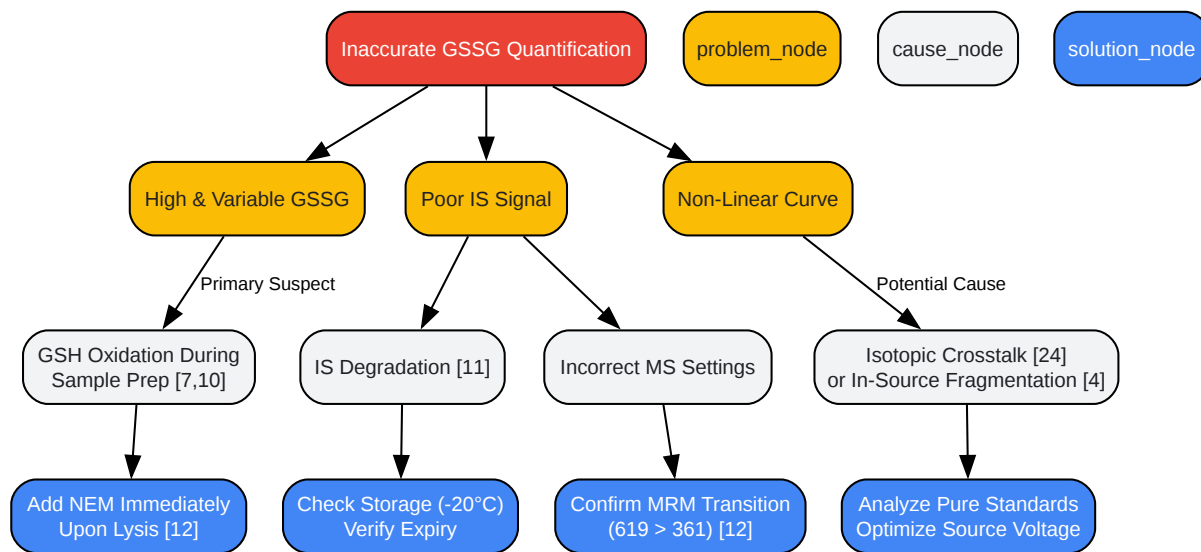 Inaccurate GSSG Quantification
problem_node
cause_node
solution_node
High & Variable GSSG
Poor IS Signal
Non-Linear Curve
Primary Suspect
Potential Cause
GSH Oxidation During
Sample Prep [7,10]
IS Degradation [11]
Incorrect MS Settings
Isotopic Crosstalk [24]
or In-Source Fragmentation [4]
Add NEM Immediately
Upon Lysis [12]
Check Storage (-20°C)
Verify Expiry
Confirm MRM Transition
(619 > 361) [12]
Analyze Pure Standards
Optimize Source Voltage